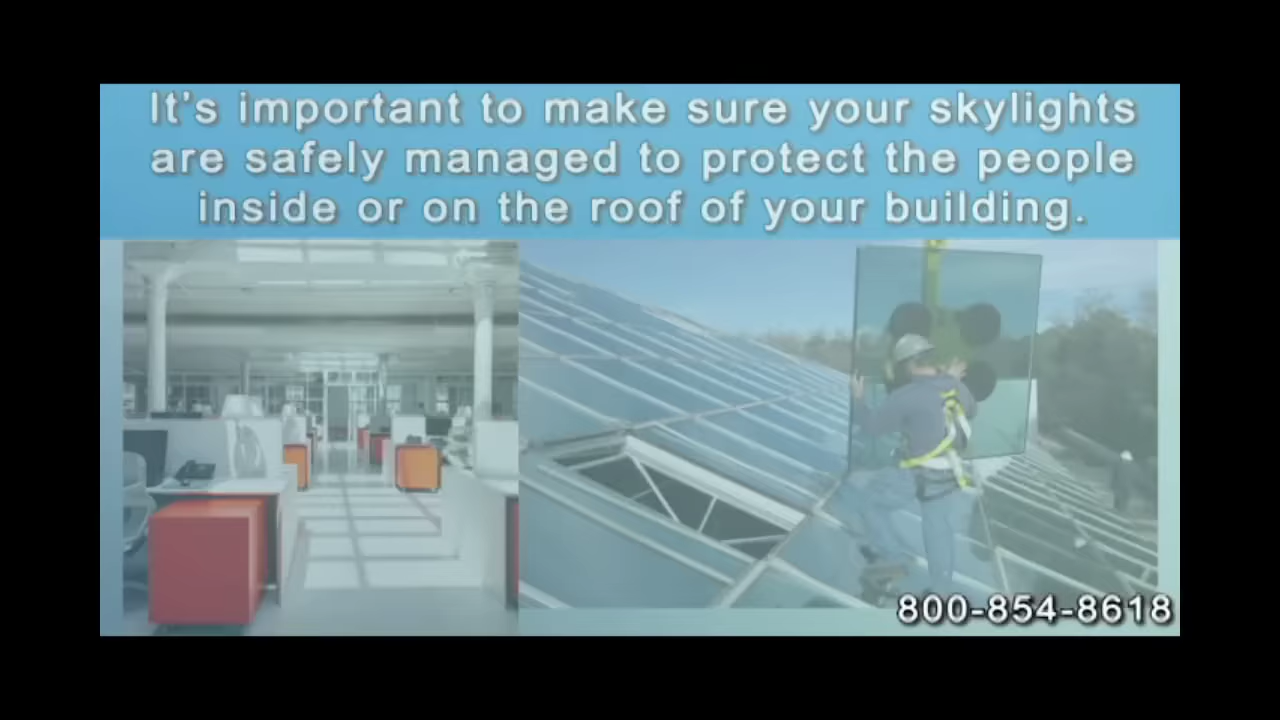 It's important to make sure your skylights
are safely managed to protect the people
inside or on the roof of your building.
800-854-8618